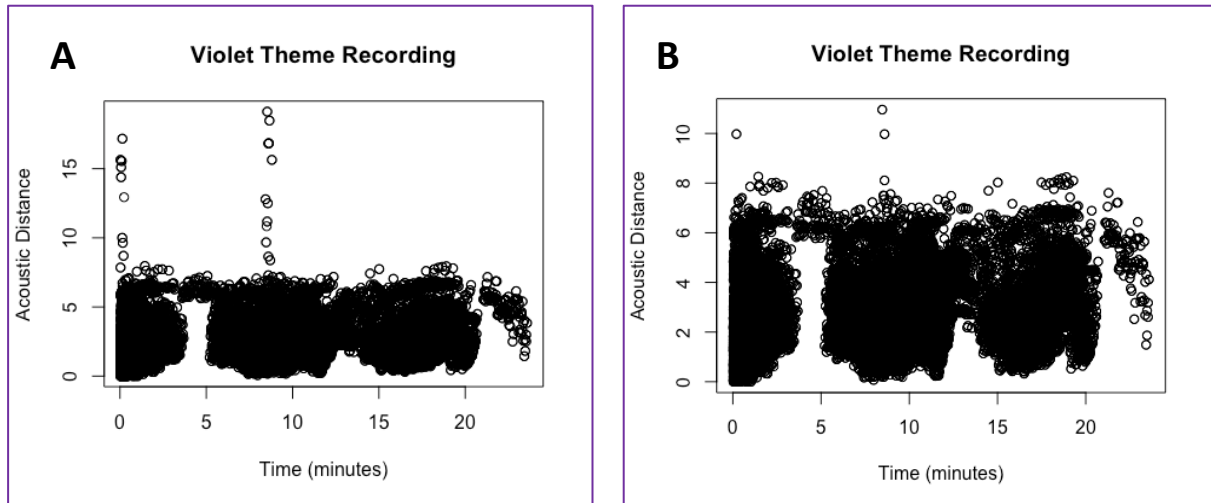 A
Violet Theme Recording
Acoustic Distance
15
10
5
0
0 5 10 15 20
Time (minutes)
B
Violet Theme Recording
Acoustic Distance
10
8
6
4
2
0
0 5 10 15 20
Time (minutes)